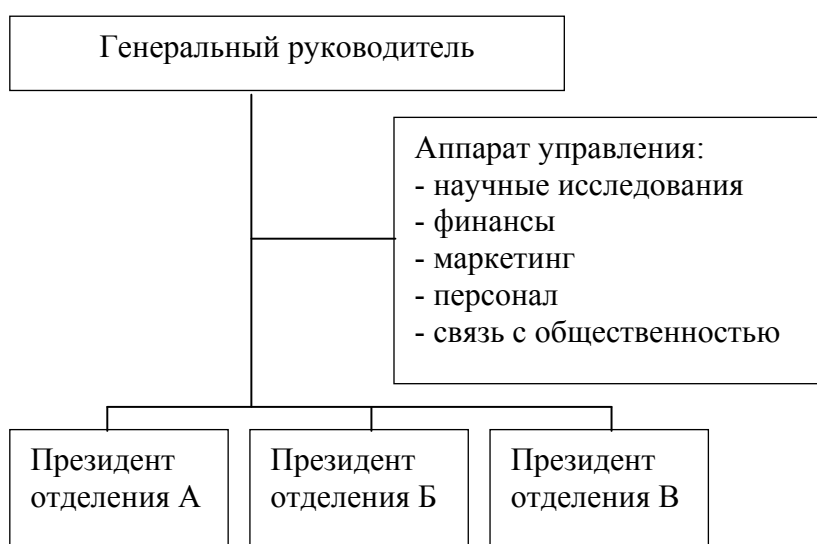 Генеральный руководитель
Аппарат управления:
- научные исследования
- финансы
- маркетинг
- персонал
- связь с общественностью
Президент
отделения А
Президент
отделения Б
Президент
отделения В